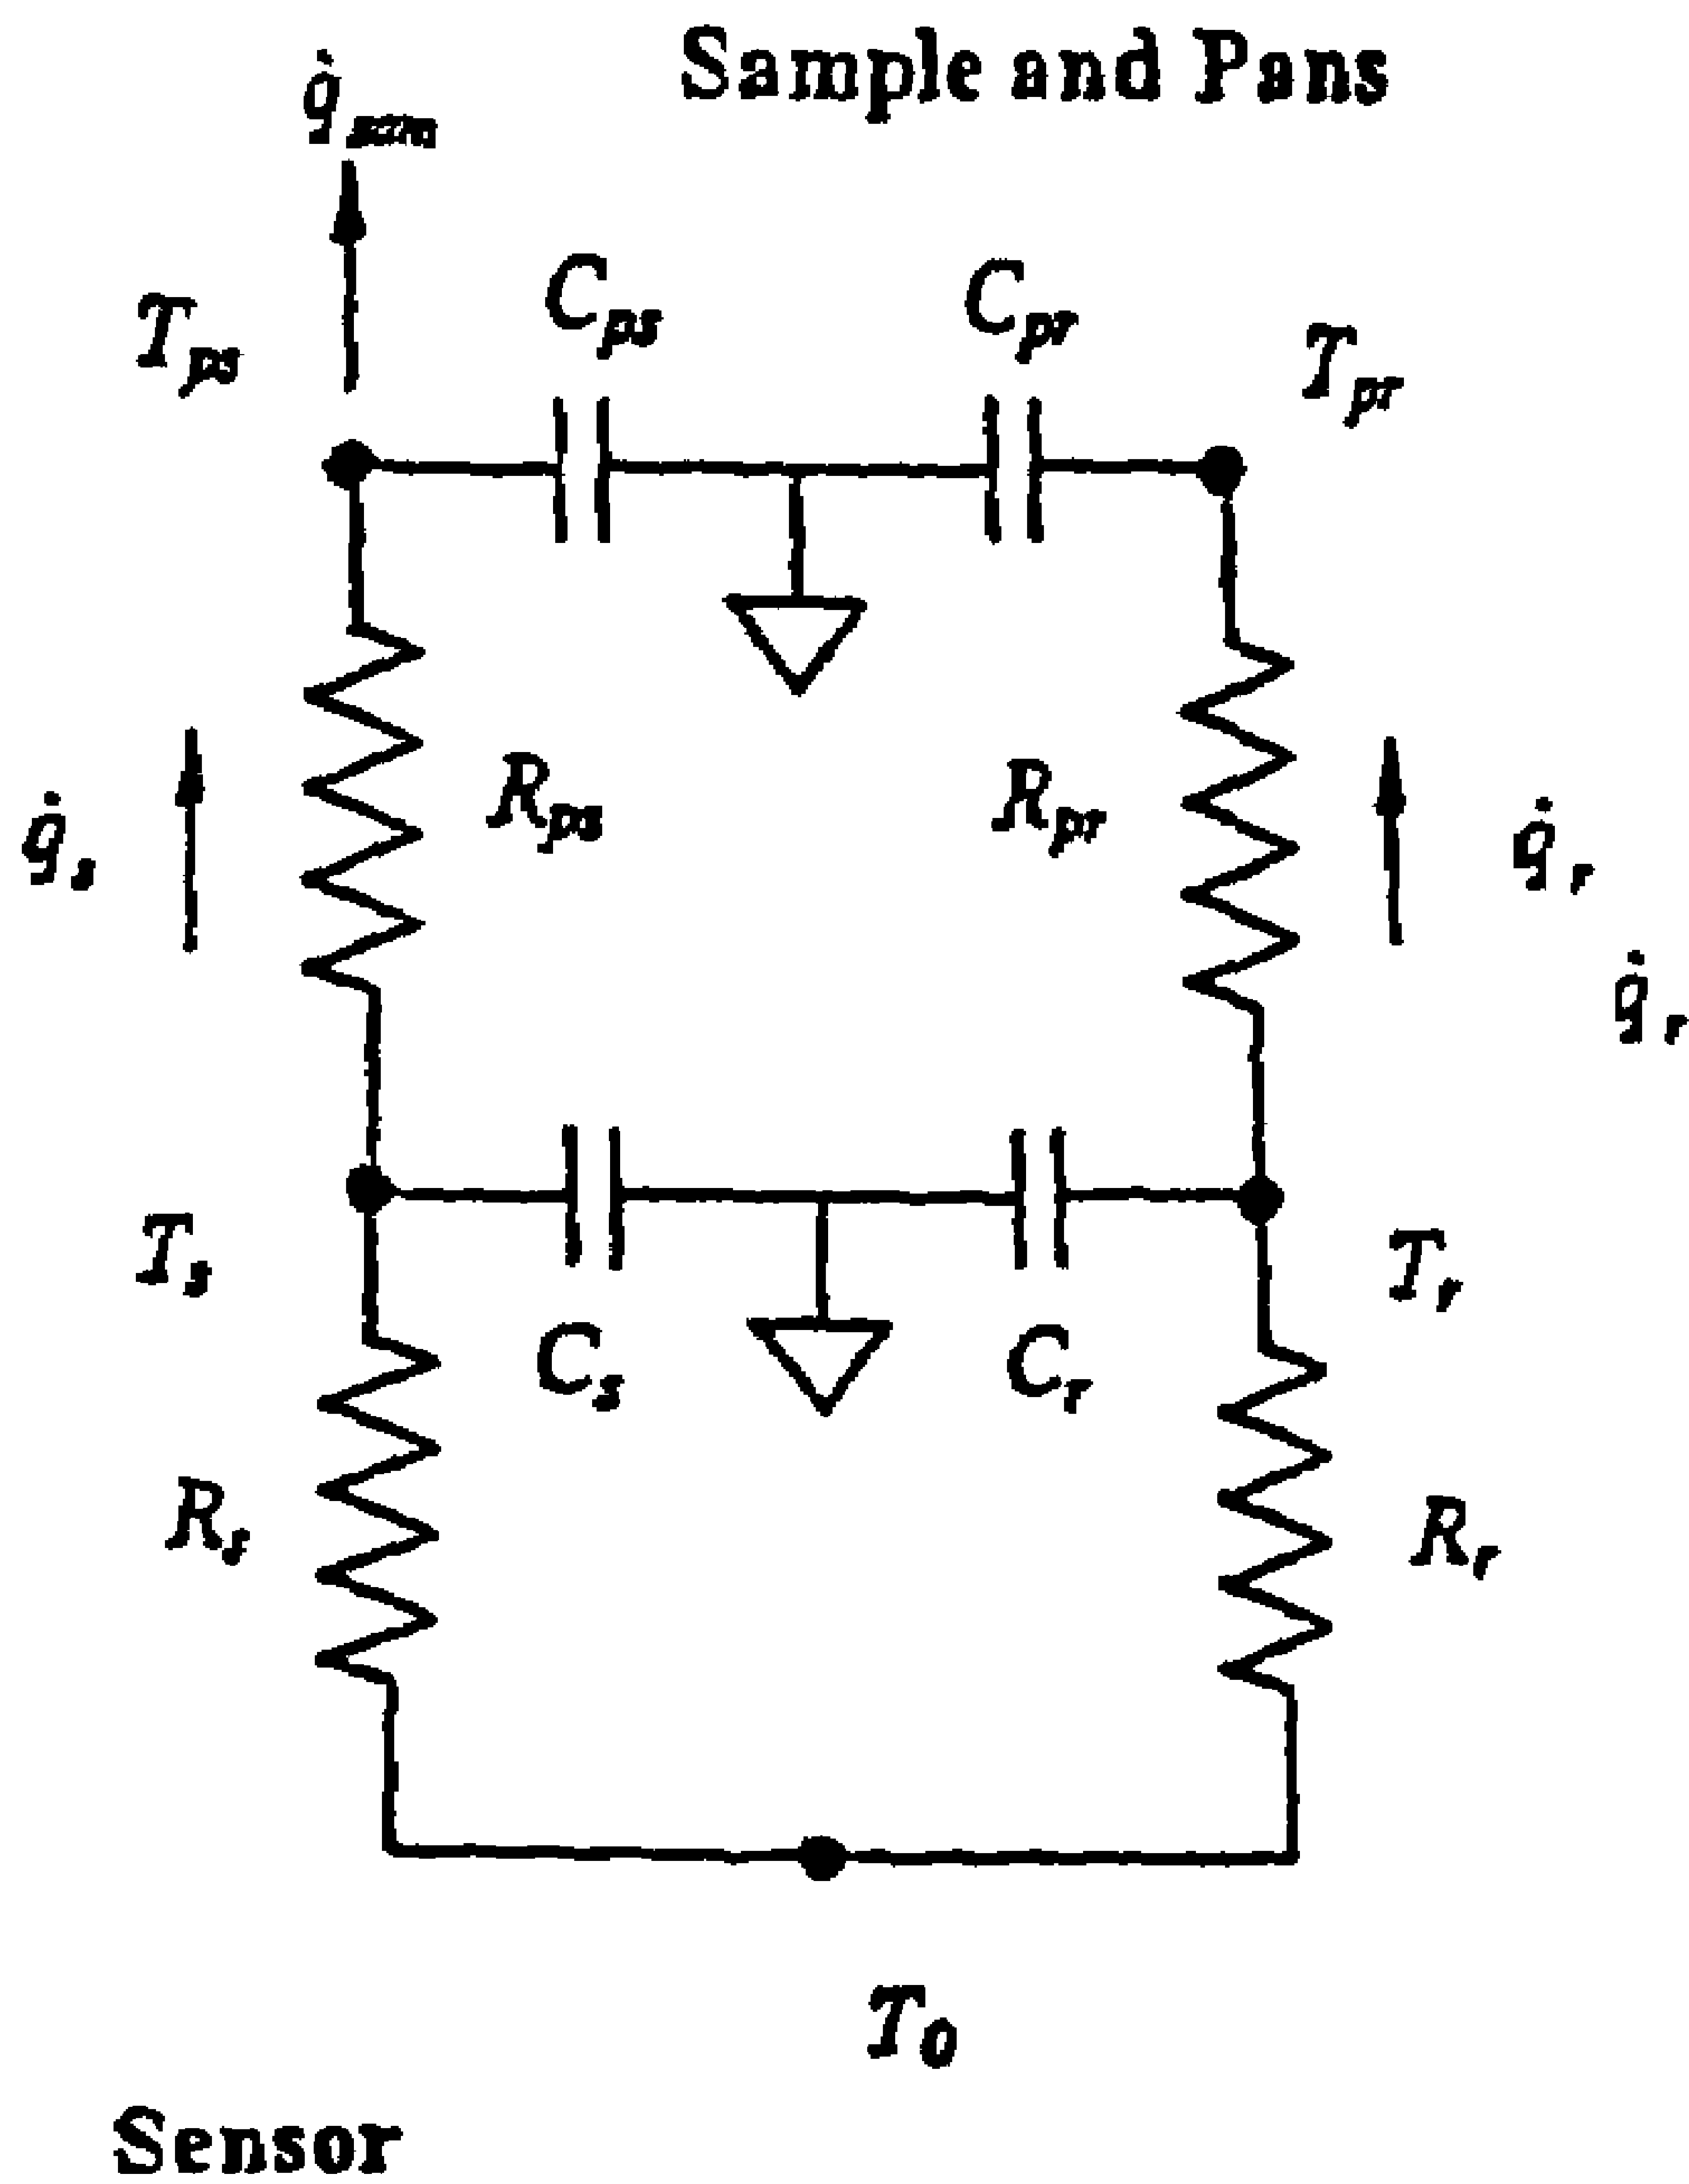 Sample and Pans
q̇sam
Cps
Cpr
Tps
Tpr
Rps
Rpr
q̇s
q̇r
q̇r
Ts
Tr
Cs
Cr
Rs
Rr
T0
Sensor